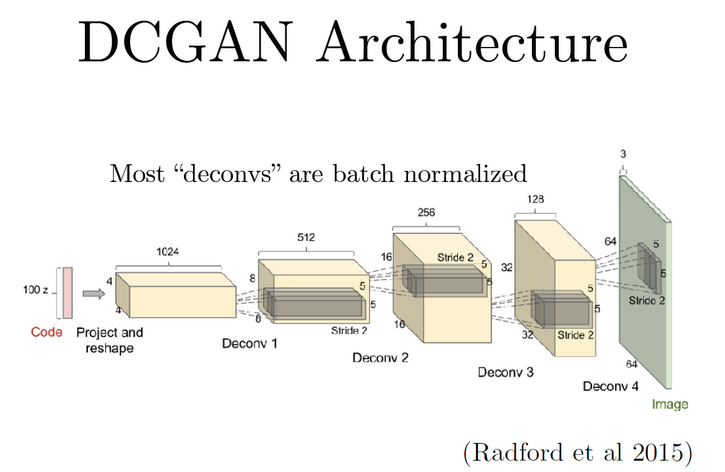 DCGAN Architecture
Most “deconvs” are batch normalized
3
128
256
512
1024
64
5
5
Stride 2
16
Stride 2
5
5
32
8
5
5
8
Stride 2
16
5
5
32
Stride 2
4
4
100 z
Code
Project and
reshape
Deconv 1
Deconv 2
Deconv 3
64
Deconv 4
Image
(Radford et al 2015)